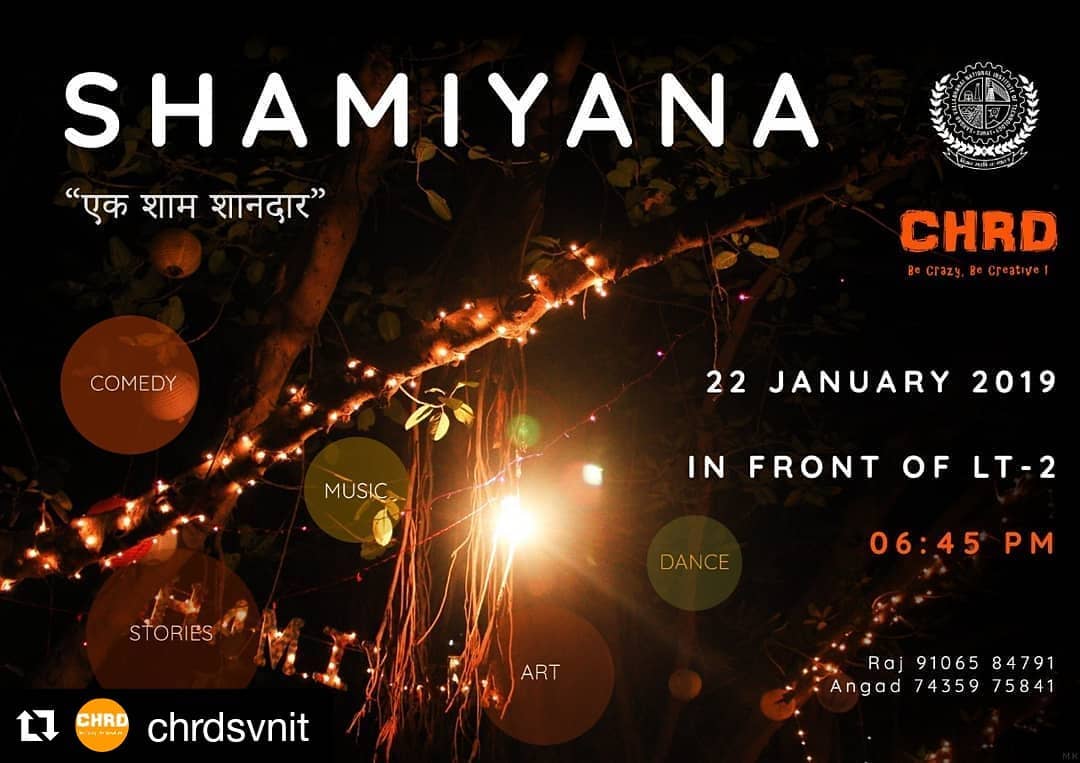 SHAMIYANA
“एक शाम शानदार”
CHRD
Be Crazy, Be Creative !
COMEDY
22 JANUARY 2019
IN FRONT OF LT-2
MUSIC
06:45 PM
DANCE
STORIES
ART
Raj 91065 84791
Angad 74359 75841
CHRD
chrdsvnit